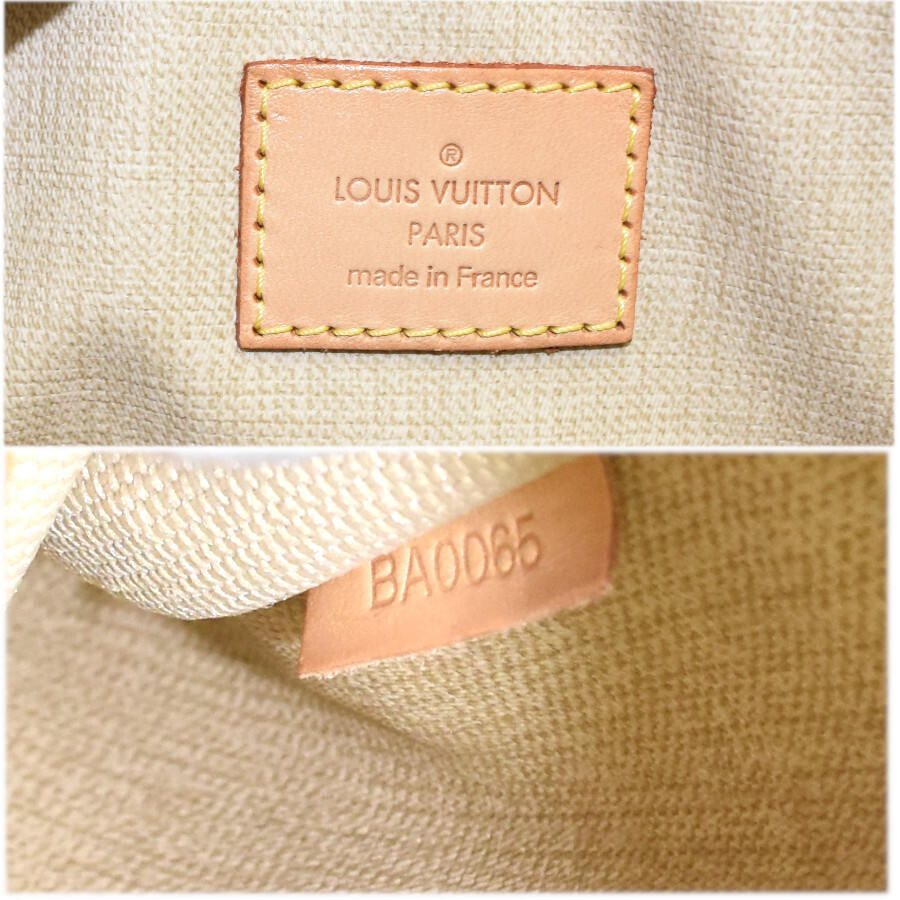 ®
LOUIS VUITTON
PARIS
made in France
BA0065